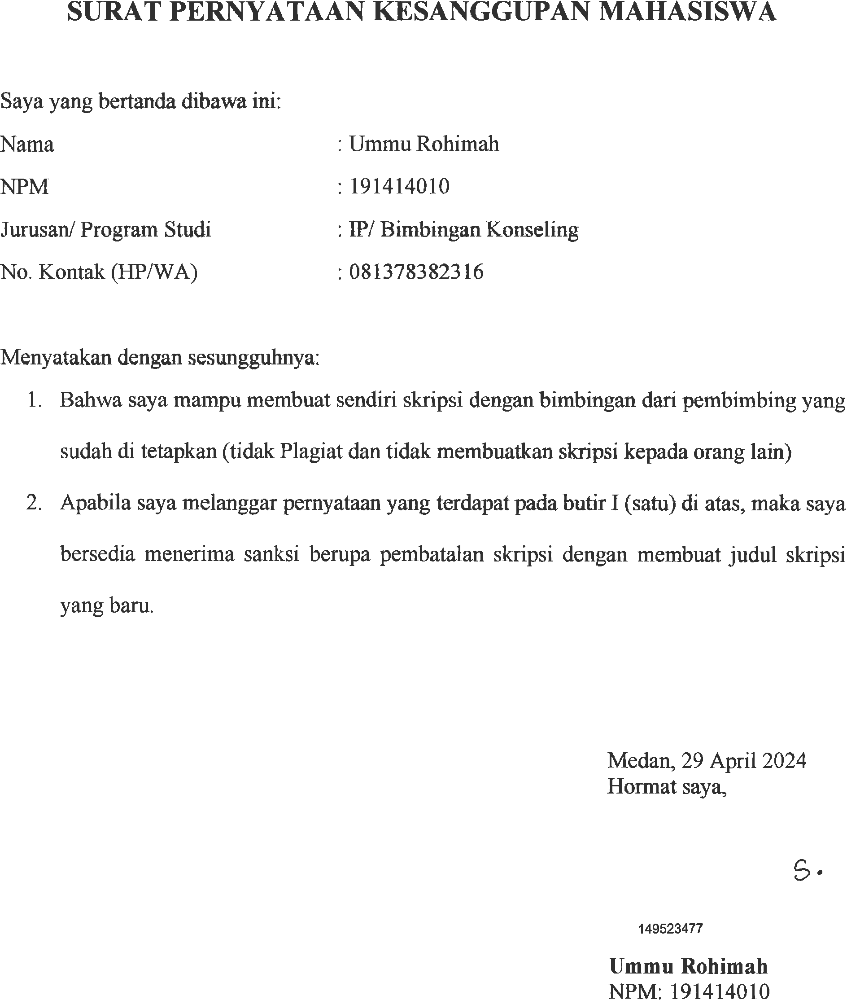 SURAT PERNYATAAN KESANGGUPAN MAHASISWA
Saya yang bertanda dibawa ini:
Nama : Ummu Rohimah
NPM : 191414010
Jurusan/ Program Studi : IP/ Bimbingan Konseling
No. Kontak (HP/WA) : 081378382316
Menyatakan dengan sesungguhnya:
1. Bahwa saya mampu membuat sendiri skripsi dengan bimbingan dari pembimbing yang
sudah di tetapkan (tidak Plagiat dan tidak membuatkan skripsi kepada orang lain)
2. Apabila saya melanggar pernyataan yang terdapat pada butir I (satu) di atas, maka saya
bersedia menerima sanksi berupa pembatalan skripsi dengan membuat judul skripsi
yang baru.
Medan, 29 April 2024
Hormat saya,
S.
149523477
Ummu Rohimah
NPM: 191414010